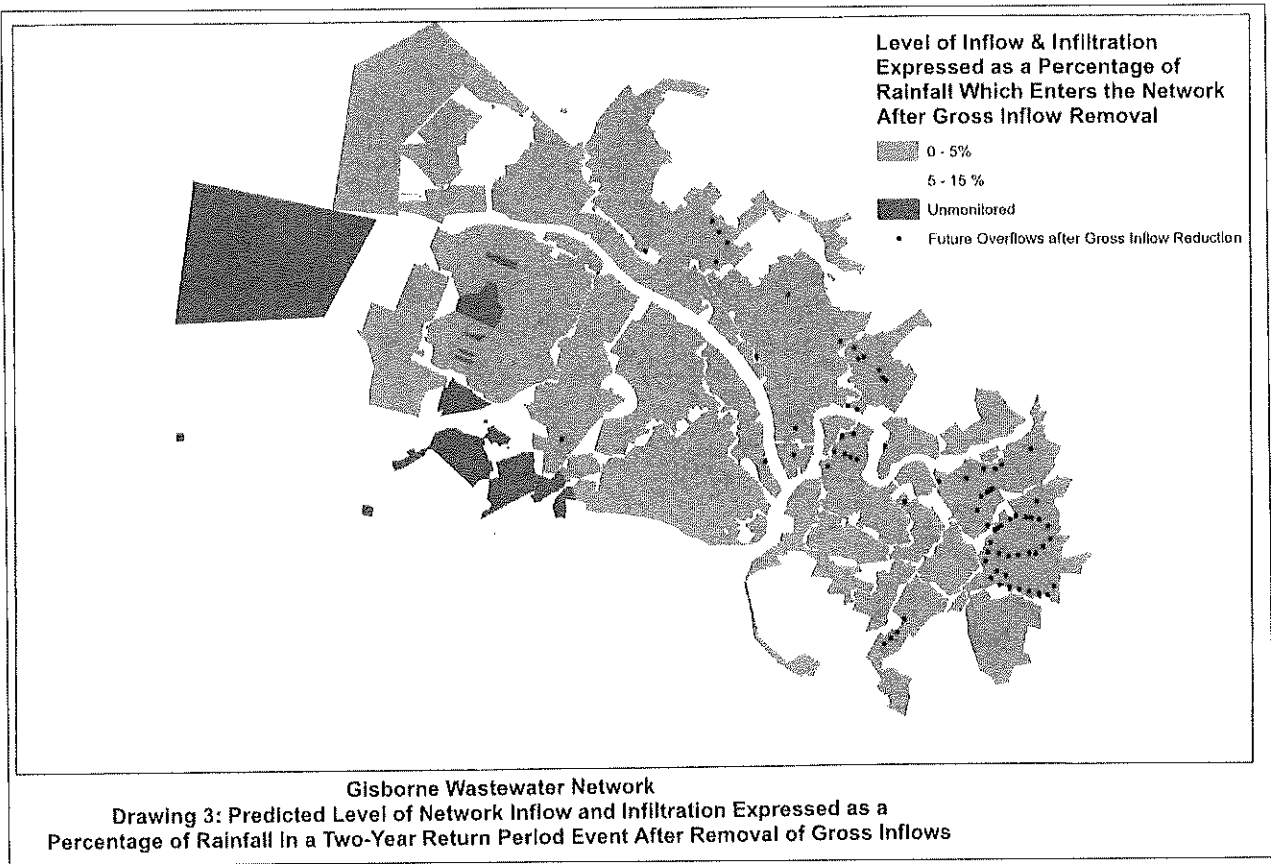 Level of Inflow & Infiltration
Expressed as a Percentage of
Rainfall Which Enters the Network
After Gross Inflow Removal
0 - 5%
5 - 15 %
Unmonitored
Future Overflows after Gross Inflow Reduction
Gisborne Wastewater Network
Drawing 3: Predicted Level of Network Inflow and Infiltration Expressed as a
Percentage of Rainfall in a Two-Year Return Period Event After Removal of Gross Inflows